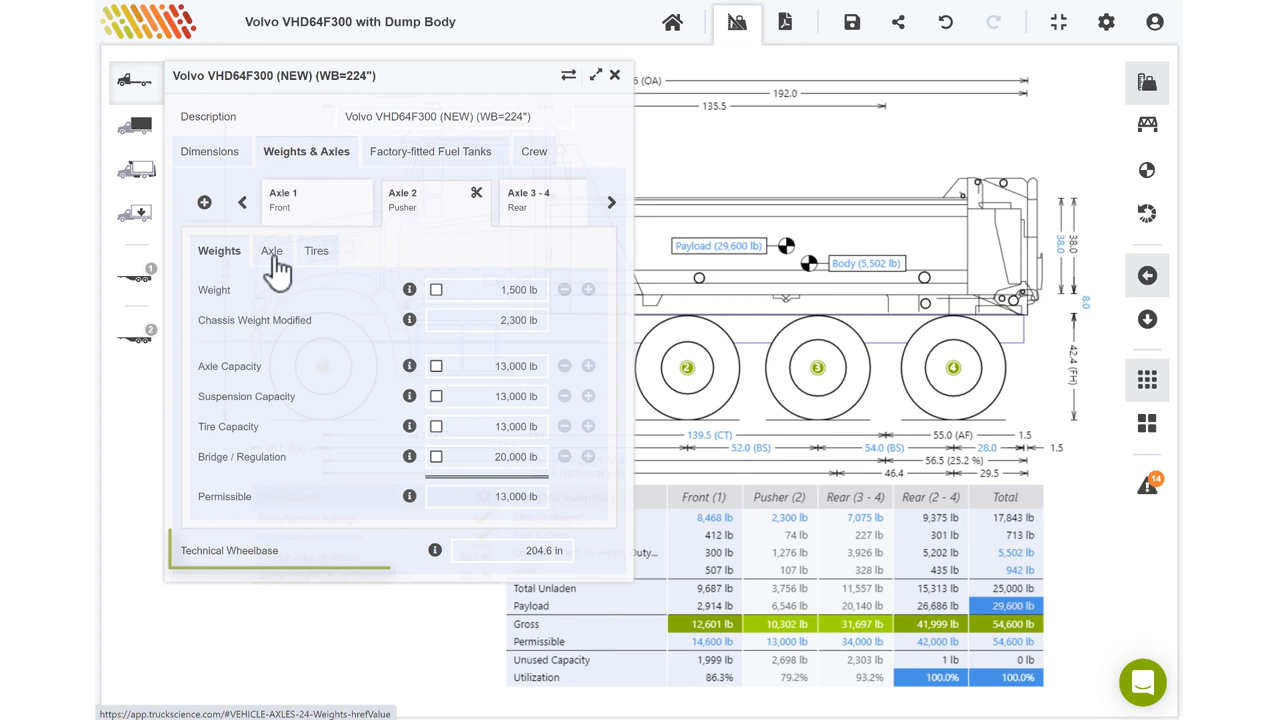 Volvo VHD64F300 with Dump Body
Volvo VHD64F300 (NEW) (WB=224")
6 (OA)
192.0
135.5
Description
Volvo VHD64F300 (NEW) (WB=224")
Dimensions
Weights & Axles
Factory-fitted Fuel Tanks
Crew
Axle 1
Front
Axle 2
Pusher
Axle 3 - 4
Rear
Weights
Axle
Tires
Weight
1,500 lb
Chassis Weight Modified
2,300 lb
Axle Capacity
13,000 lb
Suspension Capacity
13,000 lb
Tire Capacity
13,000 lb
Bridge / Regulation
20,000 lb
Permissible
13,000 lb
Technical Wheelbase
204.6 in
Payload (29,600 lb)
Body (5,502 lb)
38.0
38.0
8.0
42.4 (FH)
2
3
4
139.5 (CT)
55.0 (AF)
1.5
52.0 (BS)
54.0 (BS)
28.0
1.5
56.5 (25.2 %)
46.4
29.5
1
2
14
Front (1) Pusher (2) Rear (3 - 4) Rear (2 - 4) Total
8,468 lb 2,300 lb 7,075 lb 9,375 lb 17,843 lb
412 lb 74 lb 227 lb 301 lb 713 lb
Duty... 300 lb 1,276 lb 3,926 lb 5,202 lb 5,502 lb
507 lb 107 lb 328 lb 435 lb 942 lb
Total Unladen 9,687 lb 3,756 lb 11,557 lb 15,313 lb 25,000 lb
Payload 2,914 lb 6,546 lb 20,140 lb 26,686 lb 29,600 lb
Gross 12,601 lb 10,302 lb 31,697 lb 41,999 lb 54,600 lb
Permissible 14,600 lb 13,000 lb 34,000 lb 42,000 lb 54,600 lb
Unused Capacity 1,999 lb 2,698 lb 2,303 lb 1 lb 0 lb
Utilization 86.3% 79.2% 93.2% 100.0% 100.0%
https://app.truckscience.com/#VEHICLE-AXLES-24-Weights-hrefValue